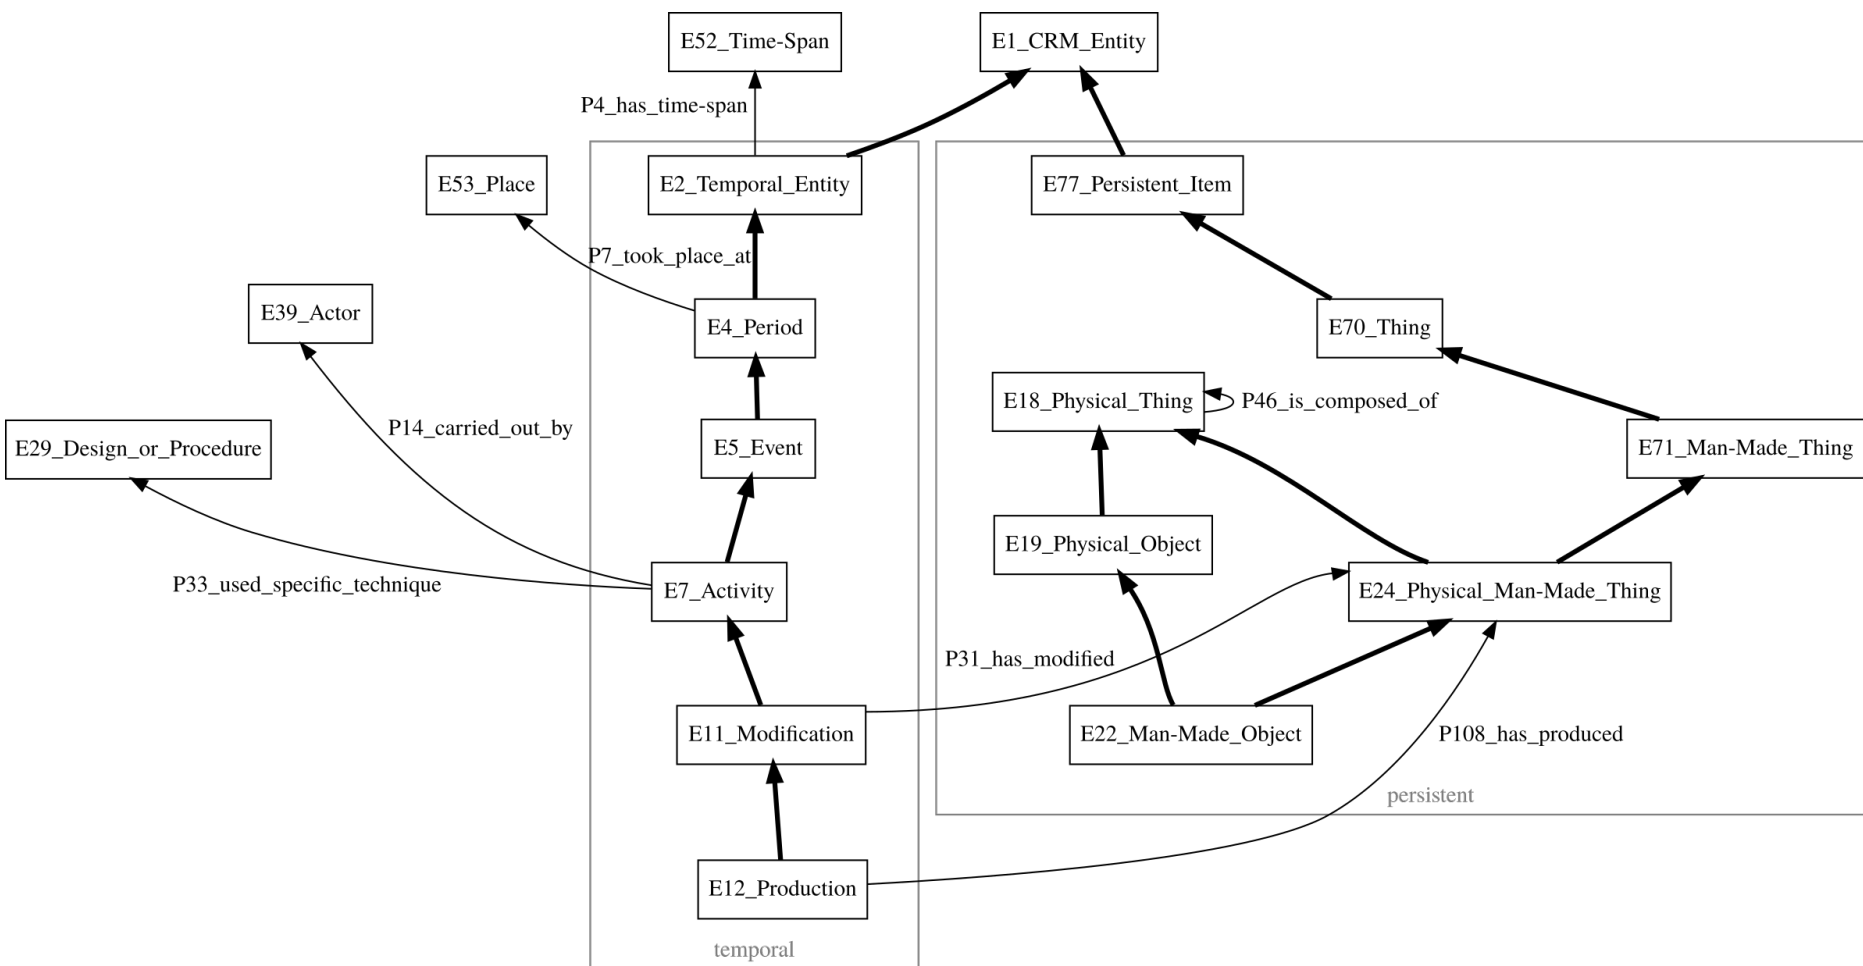 E52_Time-Span
E1_CRM_Entity
P4_has_time-span
E53_Place
E2_Temporal_Entity
E77_Persistent_Item
P7_took_place_at
E39_Actor
E4_Period
E70_Thing
E18_Physical_Thing
P46_is_composed_of
P14_carried_out_by
E29_Design_or_Procedure
E5_Event
E71_Man-Made_Thing
E19_Physical_Object
P33_used_specific_technique
E7_Activity
E24_Physical_Man-Made_Thing
P31_has_modified
E11_Modification
E22_Man-Made_Object
P108_has_produced
persistent
E12_Production
temporal